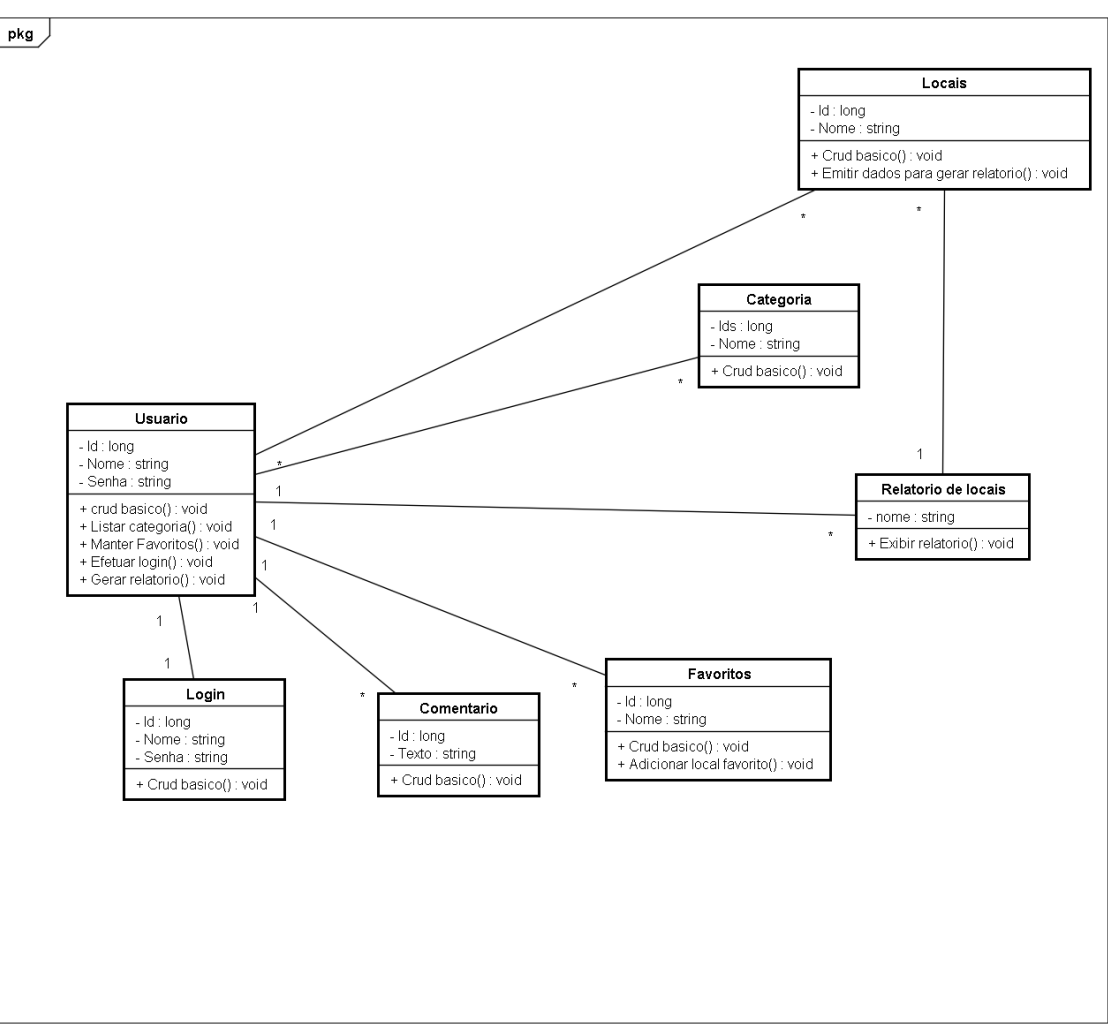 pkg
Locais
- Id : long
- Nome : string
+ Crud basico() : void
+ Emitir dados para gerar relatorio() : void
*
*
Categoria
- Ids : long
- Nome : string
+ Crud basico() : void
*
Usuario
- Id : long
- Nome : string
- Senha : string
+ crud basico() : void
+ Listar categoria() : void
+ Manter Favoritos() : void
+ Efetuar login() : void
+ Gerar relatorio() : void
*
1
1
1
1
1
1
Relatorio de locais
- nome : string
+ Exibir relatorio() : void
*
1
Login
- Id : long
- Nome : string
- Senha : string
+ Crud basico() : void
*
Comentario
- Id : long
- Texto : string
+ Crud basico() : void
*
Favoritos
- Id : long
- Nome : string
+ Crud basico() : void
+ Adicionar local favorito() : void